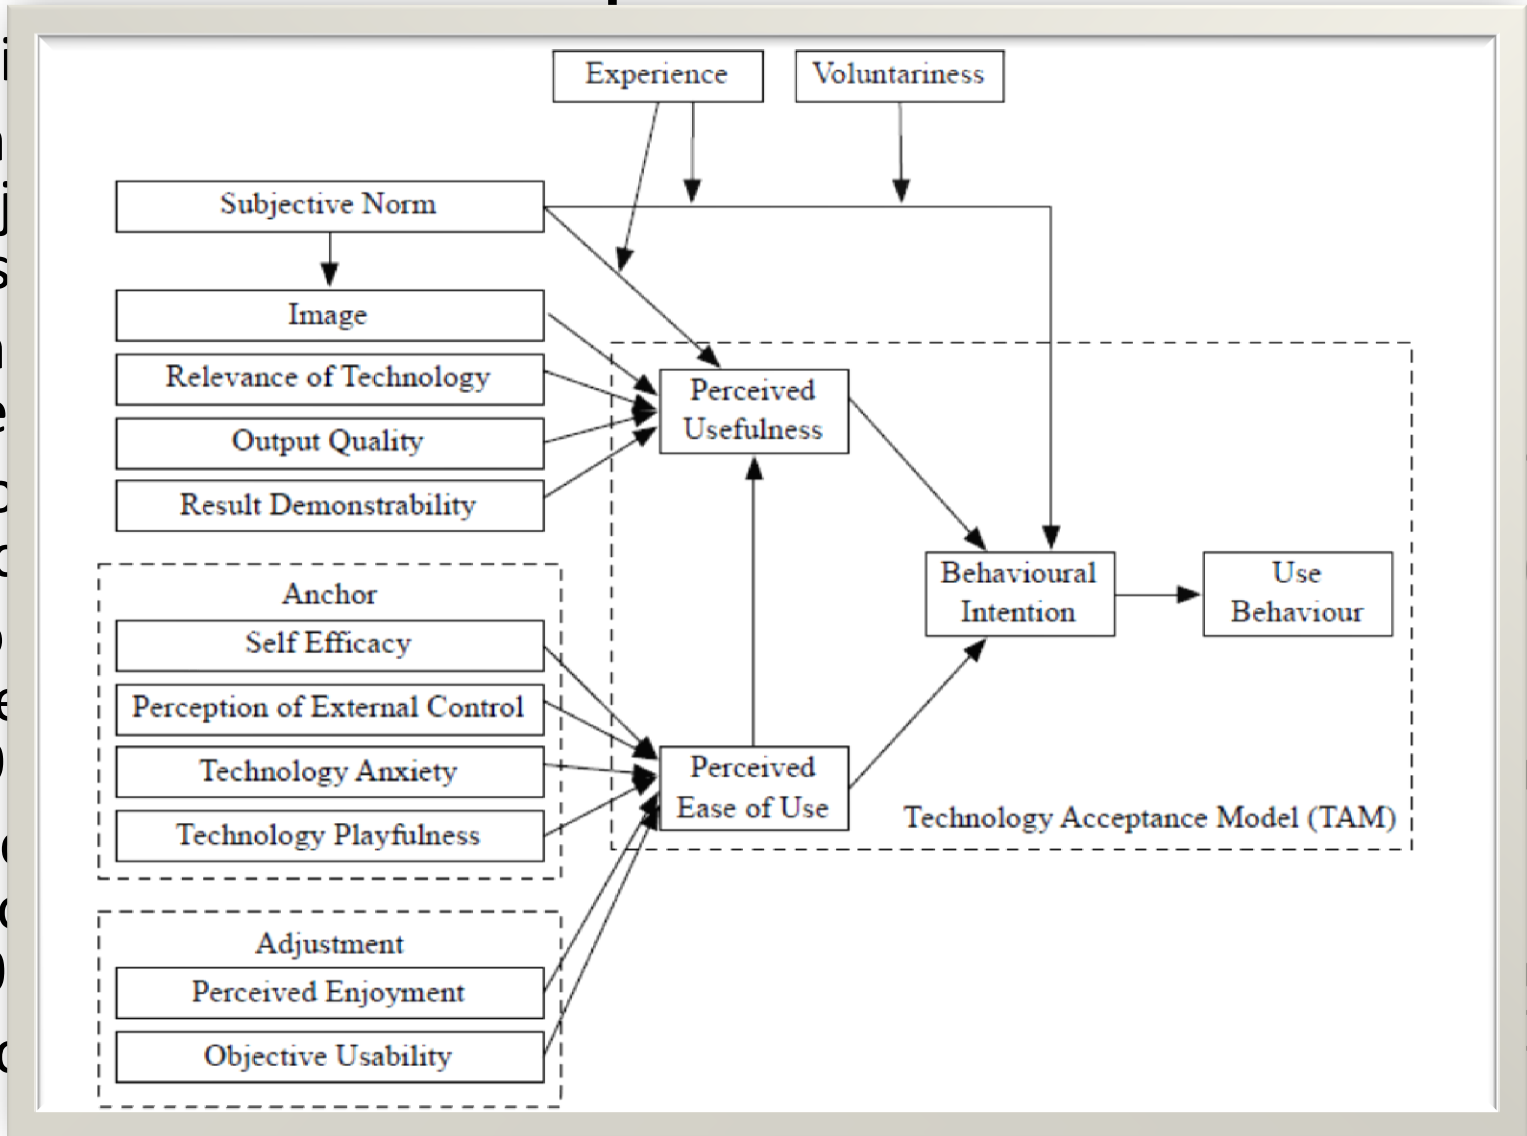 Experience
Voluntariness
Subjective Norm
Image
Relevance of Technology
Output Quality
Result Demonstrability
Perceived
Usefulness
Anchor
Self Efficacy
Perception of External Control
Technology Anxiety
Technology Playfulness
Behavioural
Intention
Use
Behaviour
Perceived
Ease of Use
Technology Acceptance Model (TAM)
Adjustment
Perceived Enjoyment
Objective Usability